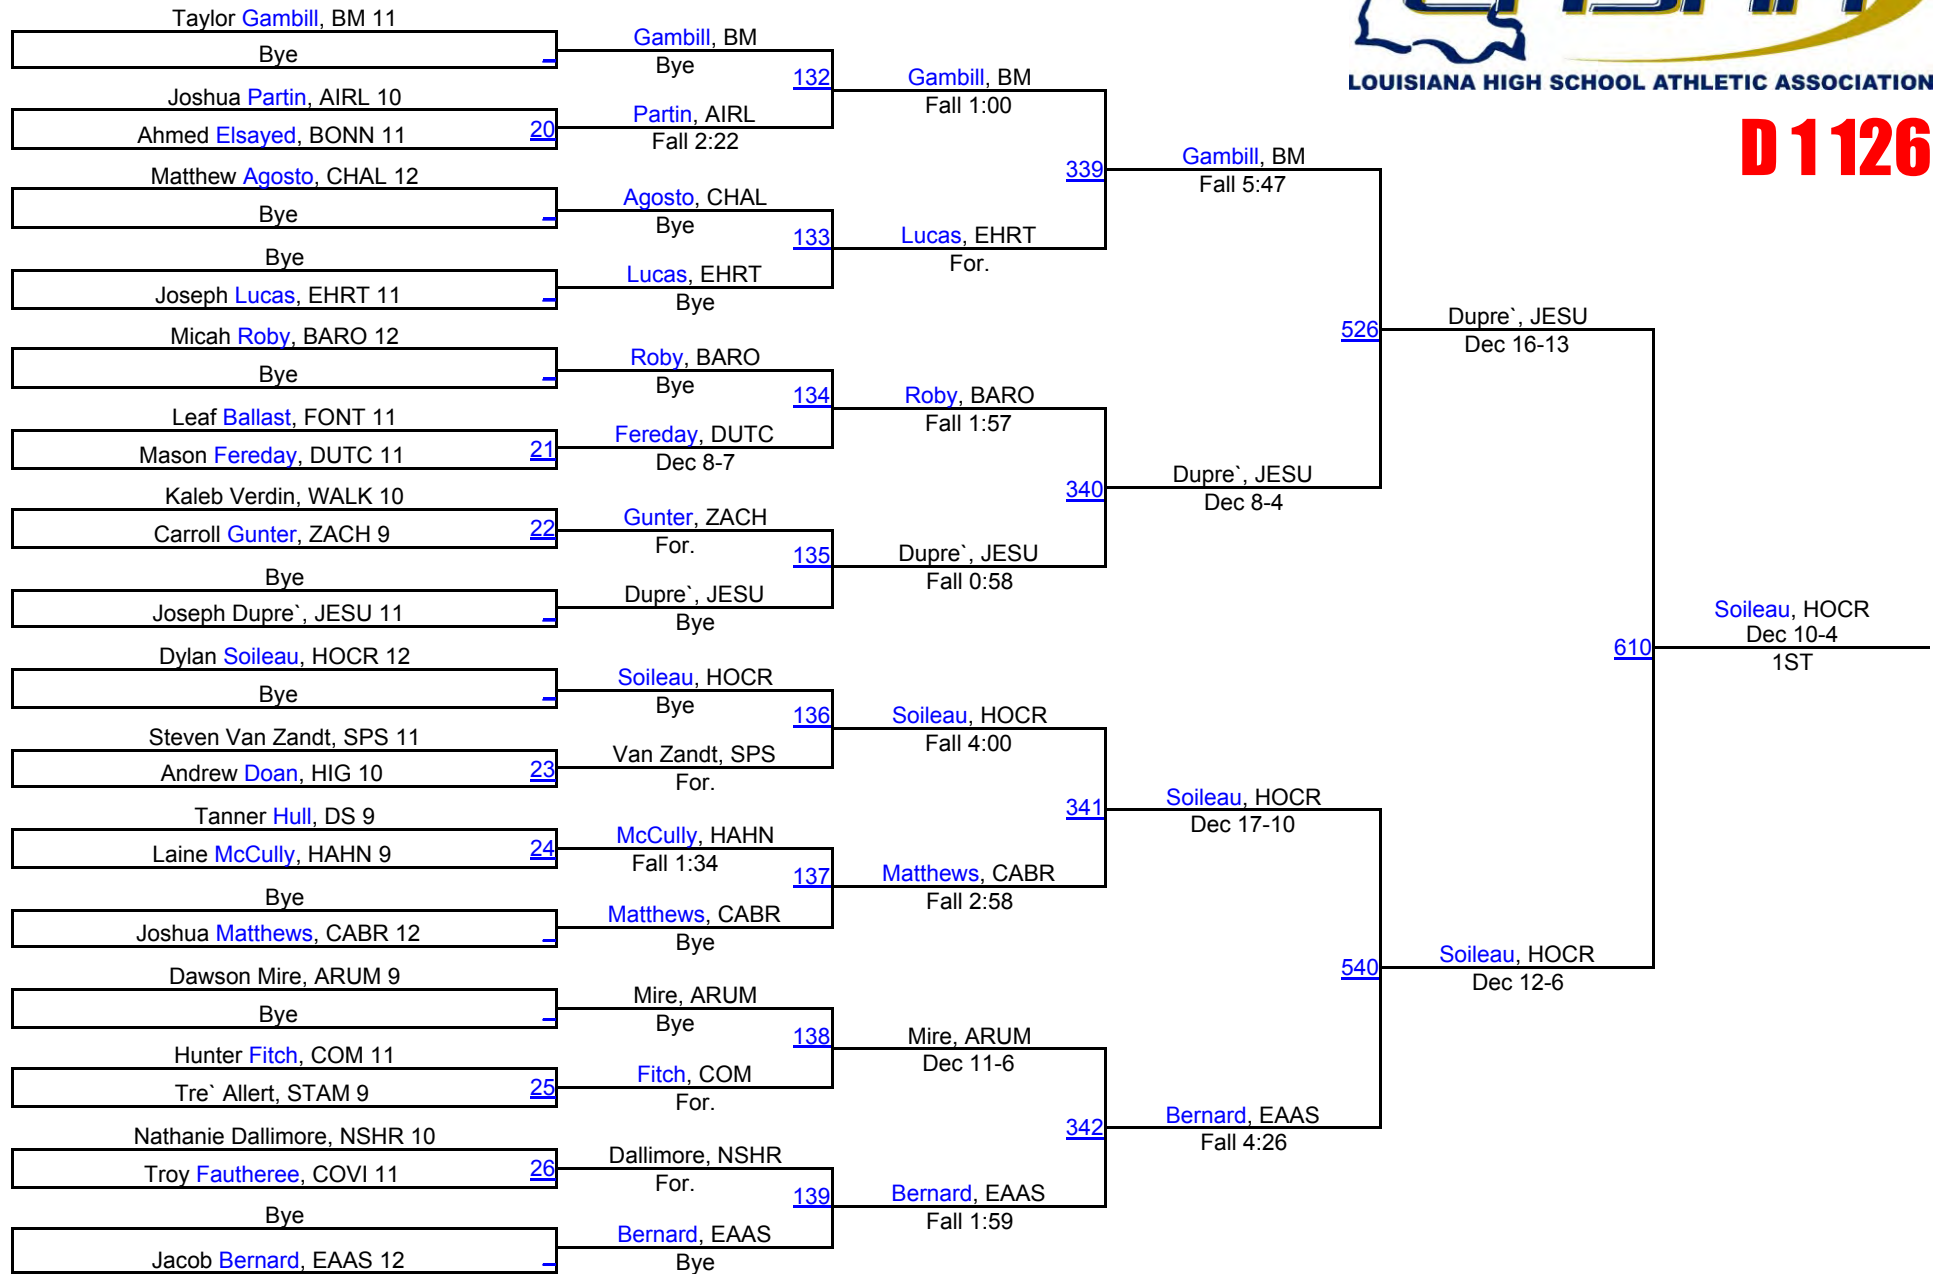 LHSAA
LOUISIANA HIGH SCHOOL ATHLETIC ASSOCIATION
D 1 126
Taylor Gambill, BM 11
Bye
Joshua Partin, AIRL 10
Ahmed Elsayed, BONN 11
20
Matthew Agosto, CHAL 12
Bye
Bye
Joseph Lucas, EHRT 11
Micah Roby, BARO 12
Bye
Leaf Ballast, FONT 11
Mason Fereday, DUTC 11
21
Kaleb Verdin, WALK 10
Carroll Gunter, ZACH 9
22
Bye
Joseph Dupre`, JESU 11
Dylan Soileau, HOCR 12
Bye
Steven Van Zandt, SPS 11
Andrew Doan, HIG 10
23
Tanner Hull, DS 9
Laine McCully, HAHN 9
24
Bye
Joshua Matthews, CABR 12
Dawson Mire, ARUM 9
Bye
Hunter Fitch, COM 11
Tre` Allert, STAM 9
25
Nathanie Dallimore, NSHR 10
Troy Fautheree, COVI 11
26
Bye
Jacob Bernard, EAAS 12
Gambill, BM
Bye
132
Partin, AIRL
Fall 2:22
Agosto, CHAL
Bye
133
Lucas, EHRT
Bye
Roby, BARO
Bye
134
Fereday, DUTC
Dec 8-7
Gunter, ZACH
For.
135
Dupre`, JESU
Bye
Soileau, HOCR
Bye
136
Van Zandt, SPS
For.
McCully, HAHN
Fall 1:34
137
Matthews, CABR
Bye
Mire, ARUM
Bye
138
Fitch, COM
For.
Dallimore, NSHR
For.
139
Bernard, EAAS
Bye
Gambill, BM
Fall 1:00
339
Lucas, EHRT
For.
Roby, BARO
Fall 1:57
340
Dupre`, JESU
Fall 0:58
Soileau, HOCR
Fall 4:00
341
Matthews, CABR
Fall 2:58
Mire, ARUM
Dec 11-6
342
Bernard, EAAS
Fall 1:59
Gambill, BM
Fall 5:47
526
Dupre`, JESU
Dec 8-4
Soileau, HOCR
Dec 17-10
540
Bernard, EAAS
Fall 4:26
Dupre`, JESU
Dec 16-13
610
Soileau, HOCR
Dec 12-6
Soileau, HOCR
Dec 10-4
1ST